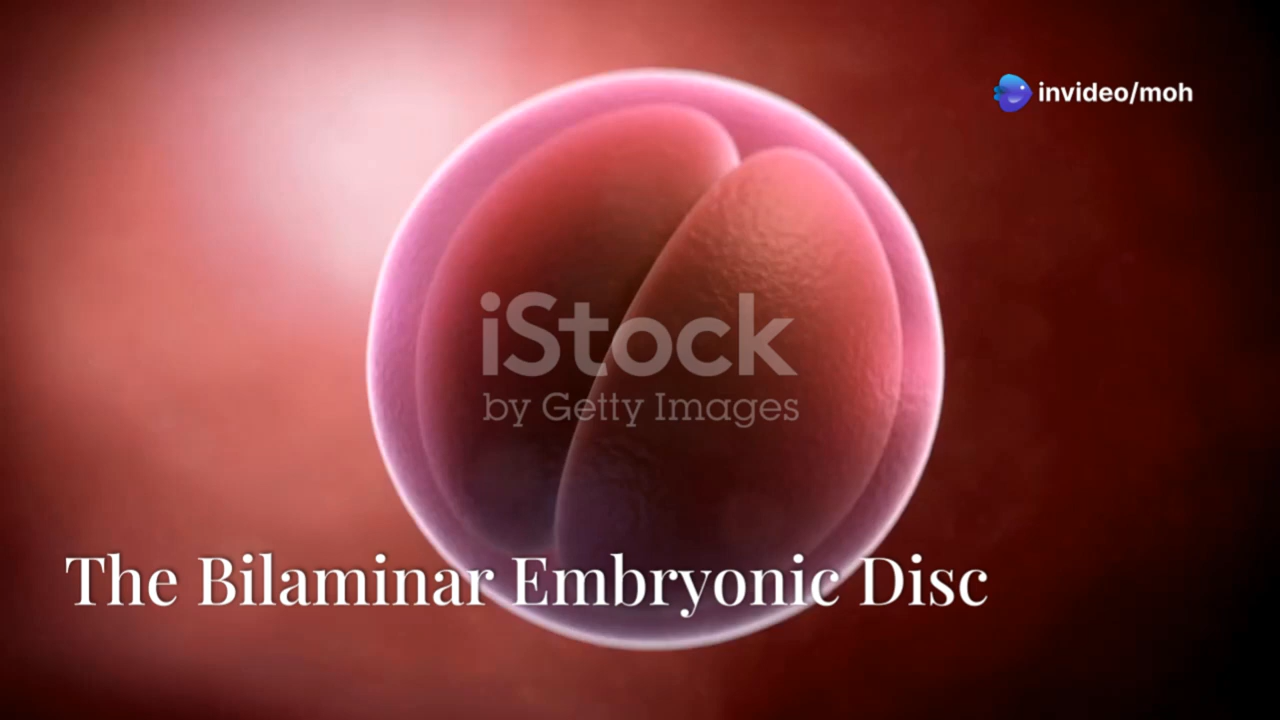 invideo/moh
iStock
by Getty Images
The Bilaminar Embryonic Disc